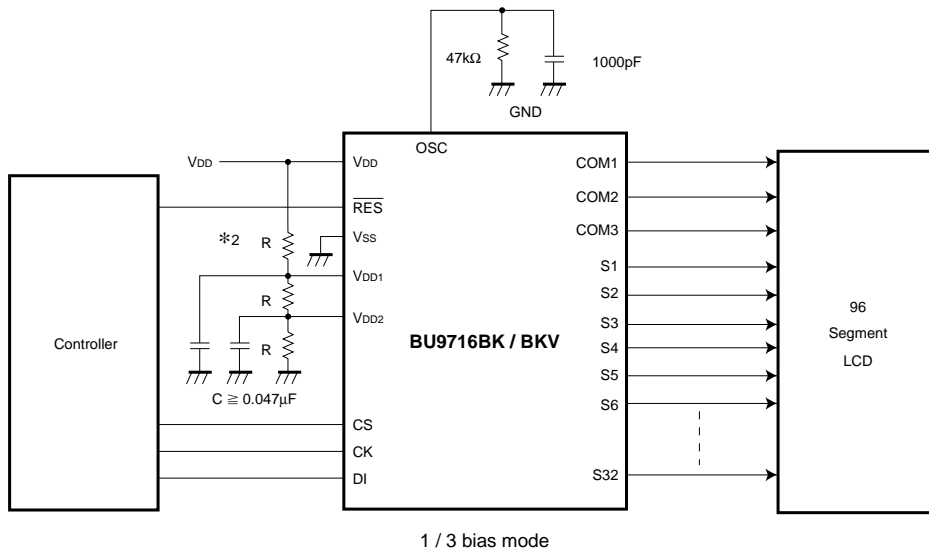 47kΩ
1000pF
GND
OSC
VDD
VDD
RES
*2
R
VSS
VDD1
R
VDD2
R
C ≧ 0.047µF
Controller
CS
CK
DI
BU9716BK / BKV
COM1
COM2
COM3
S1
S2
S3
S4
S5
S6
S32
96
Segment
LCD
1 / 3 bias mode